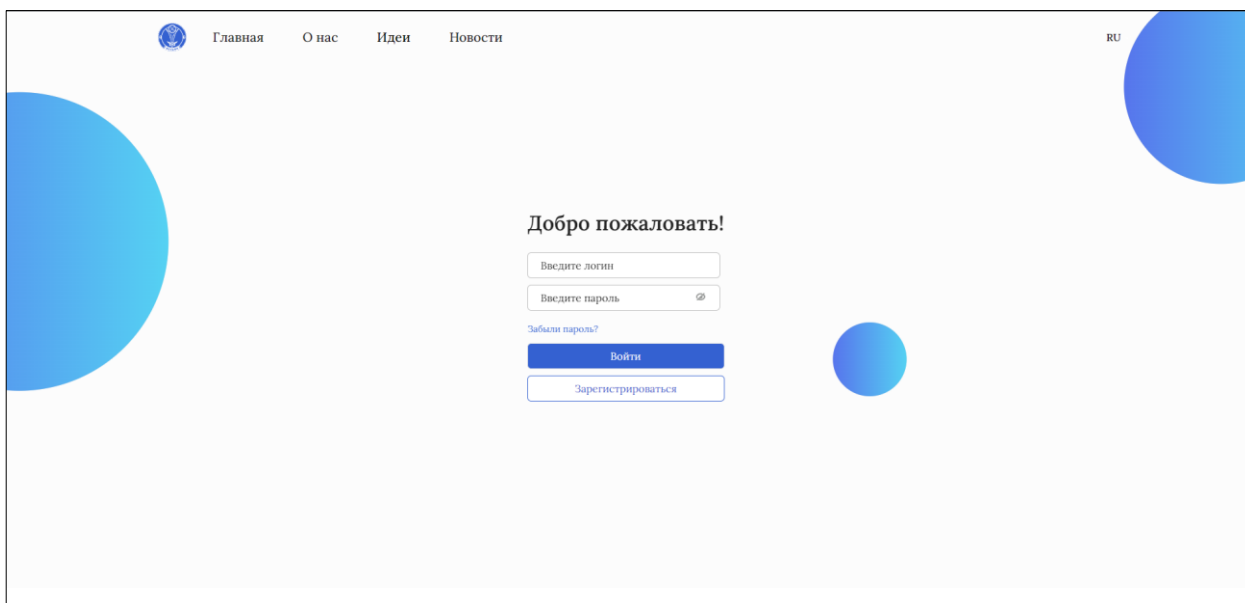 Главная О нас Идеи Новости RU
Добро пожаловать!
Введите логин
Введите пароль
Забыли пароль?
Войти
Зарегистрироваться